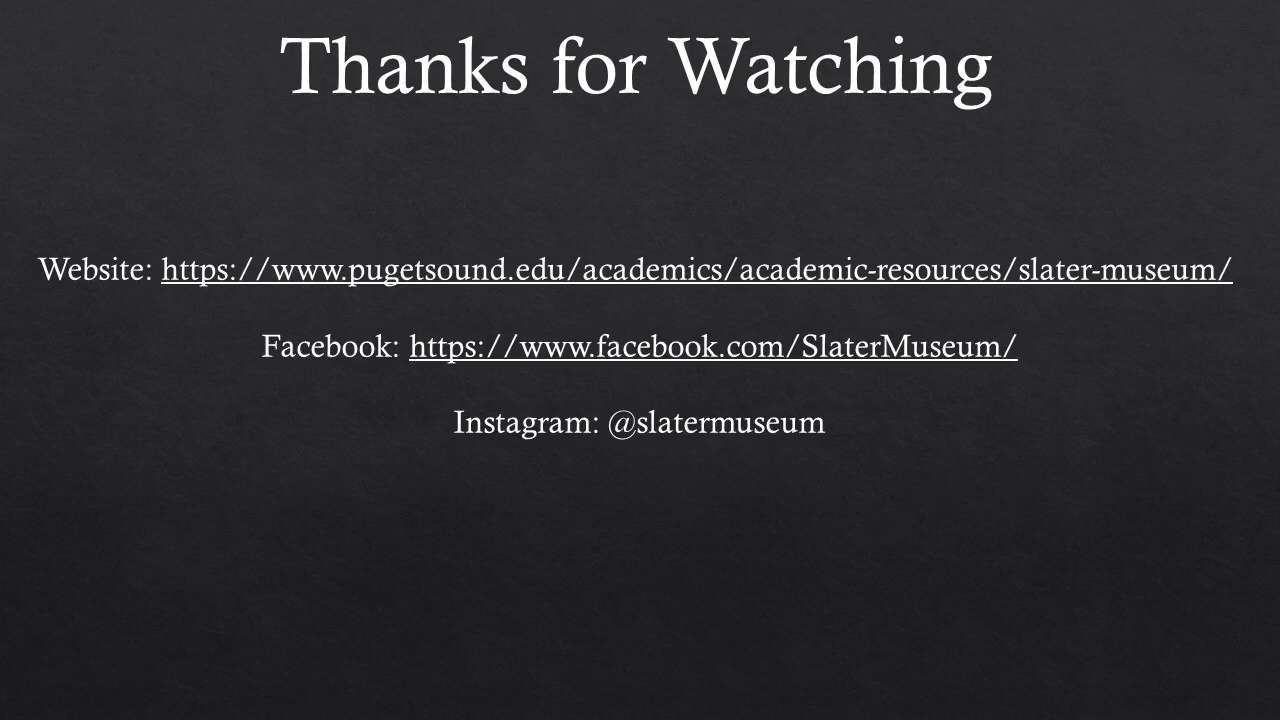 Thanks for Watching
Website: https://www.pugetsound.edu/academics/academic-resources/slater-museum/
Facebook: https://www.facebook.com/SlaterMuseum/
Instagram: @slatermuseum